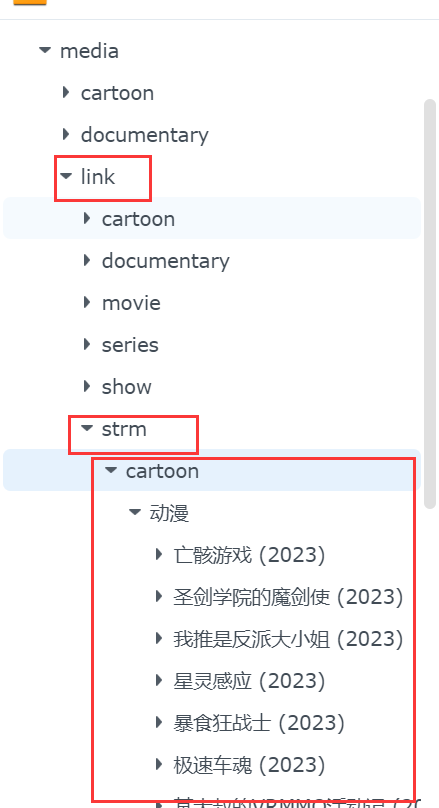 media
cartoon
documentary
link
cartoon
documentary
movie
series
show
strm
cartoon
动漫
亡骸游戏 (2023)
圣剑学院的魔剑使 (2023)
我推是反派大小姐 (2023)
星灵感应 (2023)
暴食狂战士 (2023)
极速车魂 (2023)